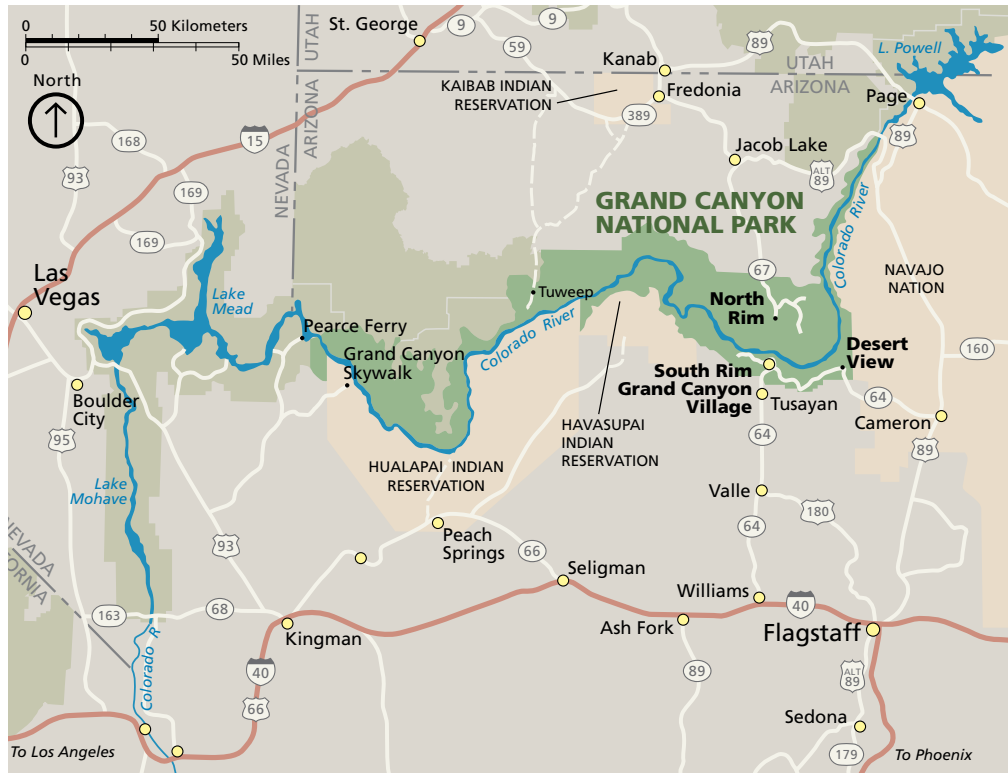 0
50 Kilometers
0
50 Miles
North
UTAH
ARIZONA
NEVADA
St. George
9
59
9
Kanab
89
L. Powell
UTAH
ARIZONA
KAIBAB INDIAN
RESERVATION
Fredonia
Page
389
15
168
93
169
169
Jacob Lake
ALT
89
89
GRAND CANYON
NATIONAL PARK
Colorado River
NAVAJO
NATION
67
Las
Vegas
Lake
Mead
Tuweep
North
Rim
Pearce Ferry
Colorado River
Grand Canyon
Skywalk
Desert
View
160
South Rim
Grand Canyon
Village
Tusayan
64
Boulder
City
Cameron
95
HAVASUPAI
INDIAN
RESERVATION
64
89
HUALAPAI INDIAN
RESERVATION
Lake
Mohave
Valle
180
Peach
Springs
64
NEVADA
ORNIA
93
66
Seligman
Williams
40
163
68
Kingman
Ash Fork
Flagstaff
Colorado R
40
66
89
ALT
89
Sedona
To Los Angeles
179
To Phoenix